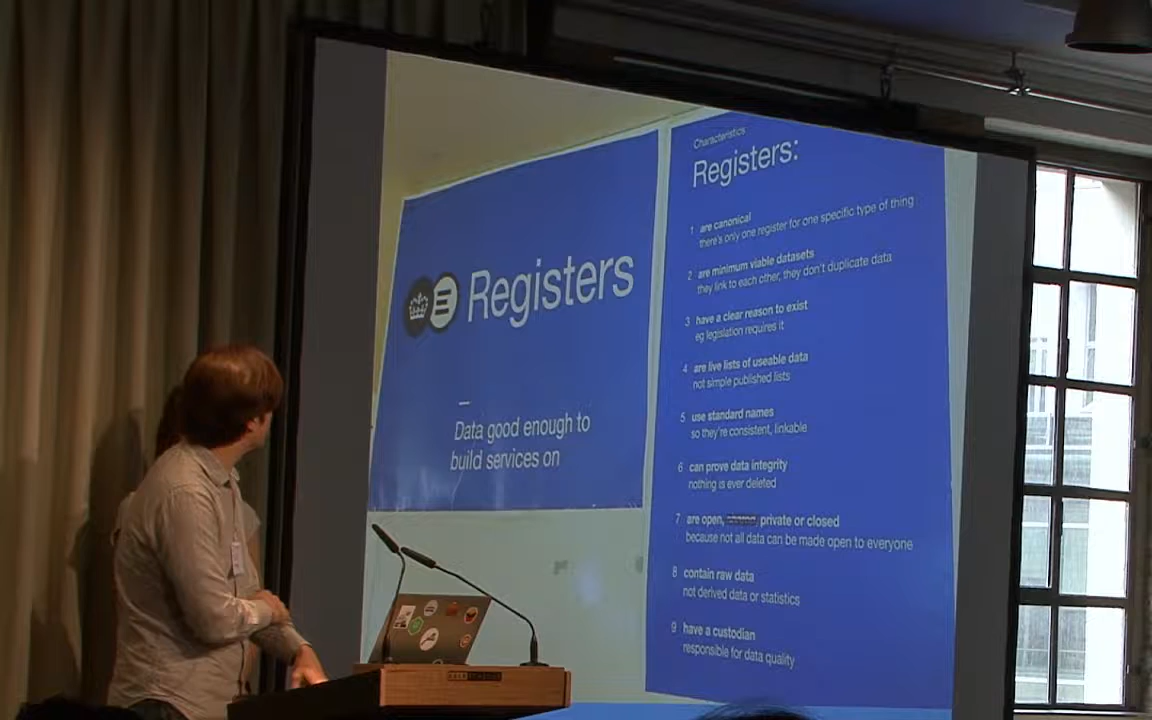 Registers
Data good enough to
build services on
Characteristics
Registers:
1 are canonical
there's only one register for one specific type of thing
2 are minimum viable datasets
they link to each other, they don't duplicate data
3 have a clear reason to exist
eg legislation requires it
4 are live lists of useable data
not simple published lists
5 use standard names
so they're consistent, linkable
6 can prove data integrity
nothing is ever deleted
7 are open, private or closed
because not all data can be made open to everyone
8 contain raw data
not derived data or statistics
9 have a custodian
responsible for data quality